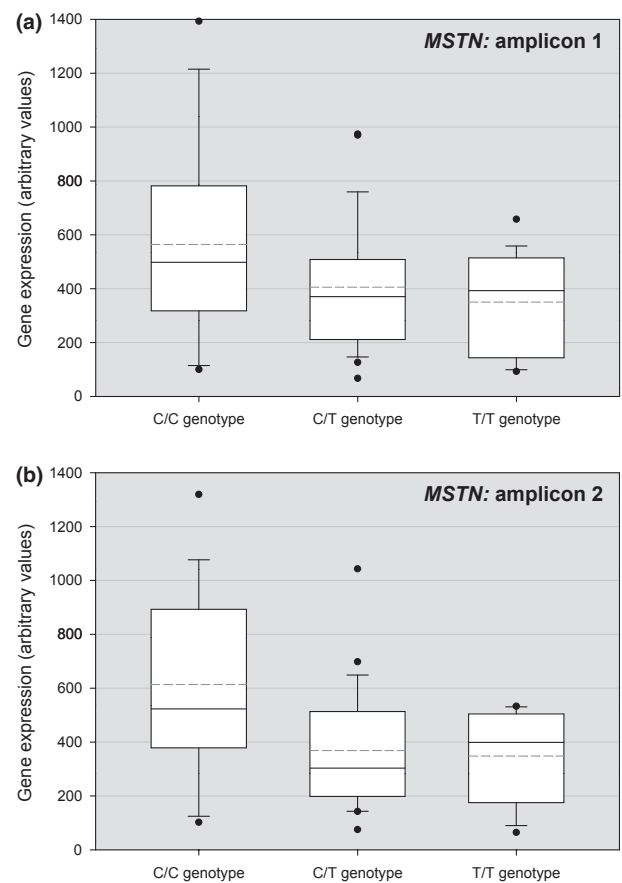 (a)
MSTN: amplicon 1
Gene expression (arbitrary values)
1400
1200
1000
800
600
400
200
0
C/C genotype C/T genotype T/T genotype
(b)
MSTN: amplicon 2
Gene expression (arbitrary values)
1400
1200
1000
800
600
400
200
0
C/C genotype C/T genotype T/T genotype